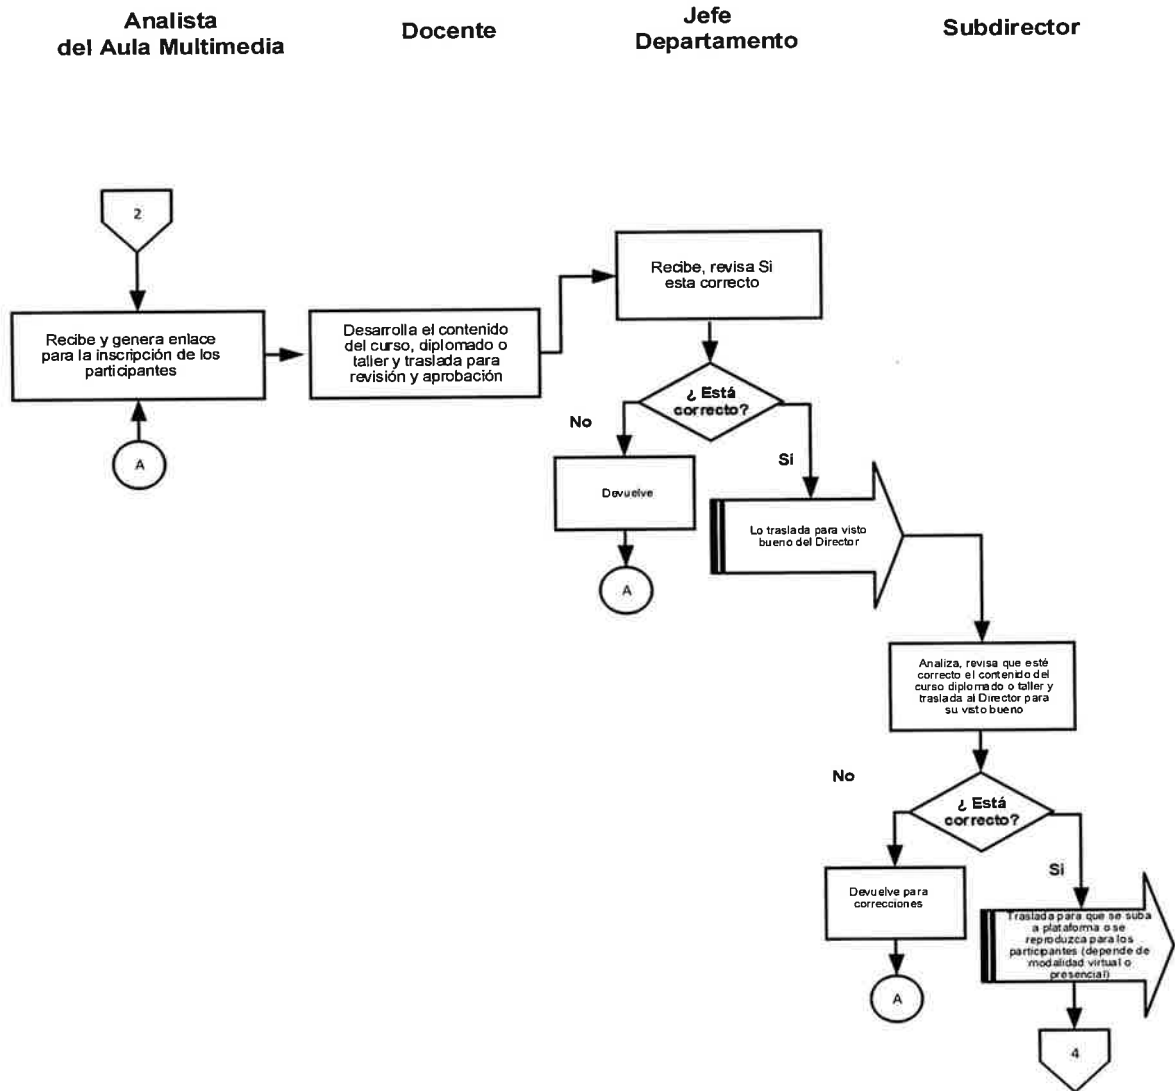 Analista
del Aula Multimedia
Docente
Jefe
Departamento
Subdirector
2
Recibe y genera enlace
para la inscripción de los
participantes
A
Desarrolla el contenido
del curso, diplomado o
taller y traslada para
revisión y aprobación
Recibe, revisa Si
esta correcto
¿ Está
correcto?
No
Si
Devuelve
A
Lo traslada para visto
bueno del Director
Analiza, revisa que esté
correcto el contenido del
curso diplomado o taller y
traslada al Director para
su visto bueno
¿ Está
correcto?
No
Si
Devuelve para
correcciones
A
Traslada para que se suba
a plataforma o se
reproduzca para los
participantes (depende de
modalidad virtual o
presencial)
4